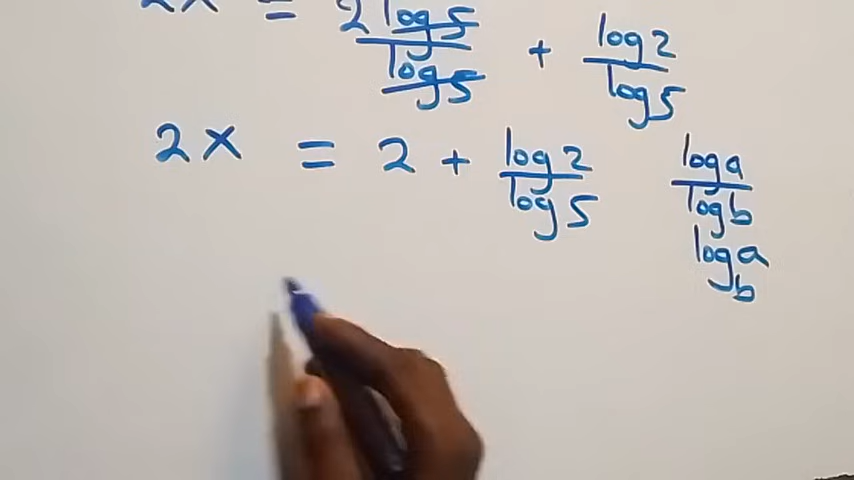 2x = 2 log 5 / log 5 + log 2 / log 5
2x = 2 + log 2 / log 5
log a / log b
log_b a